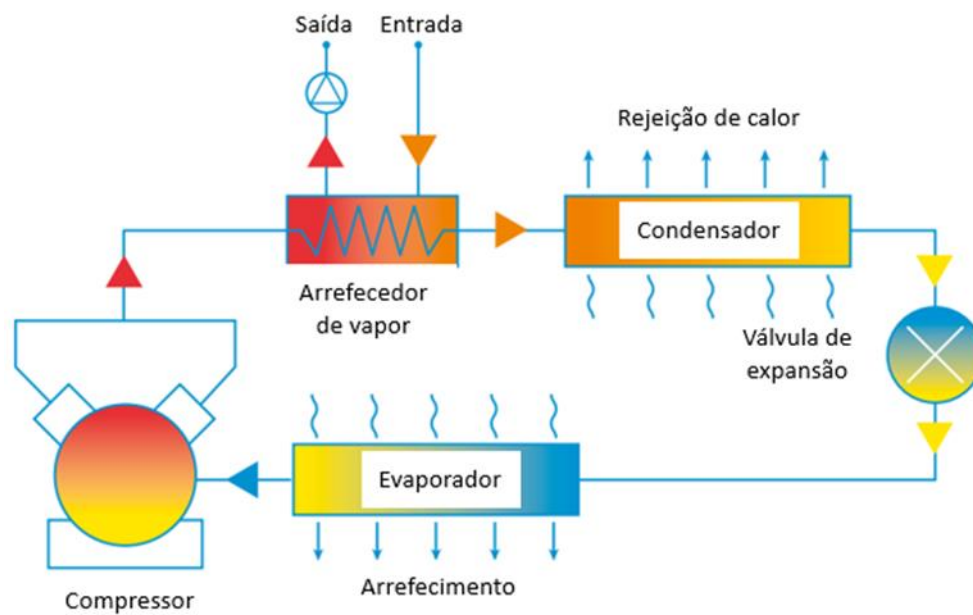 Saída
Entrada
Rejeição de calor
Condensador
Arrefecedor
de vapor
Válvula de
expansão
Evaporador
Arrefecimento
Compressor